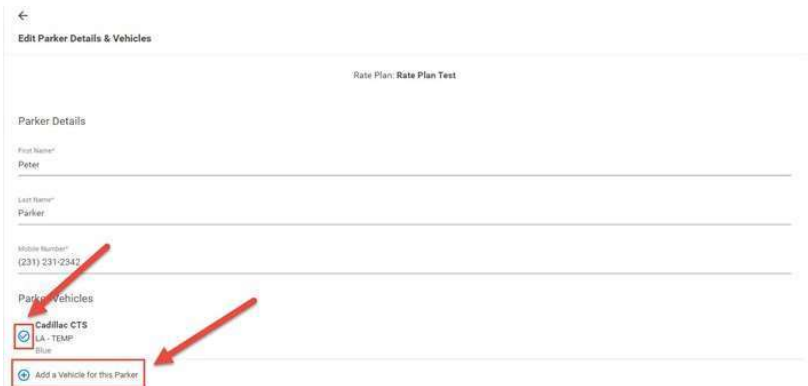 Edit Parker Details & Vehicles
Rate Plan: Rate Plan Test
Parker Details
First Name*
Peter
Last Name*
Parker
Mobile Number*
(231) 231-2342
Parker Vehicles
Cadillac CTS
LA - TEMP
Blue
Add a Vehicle for this Parker